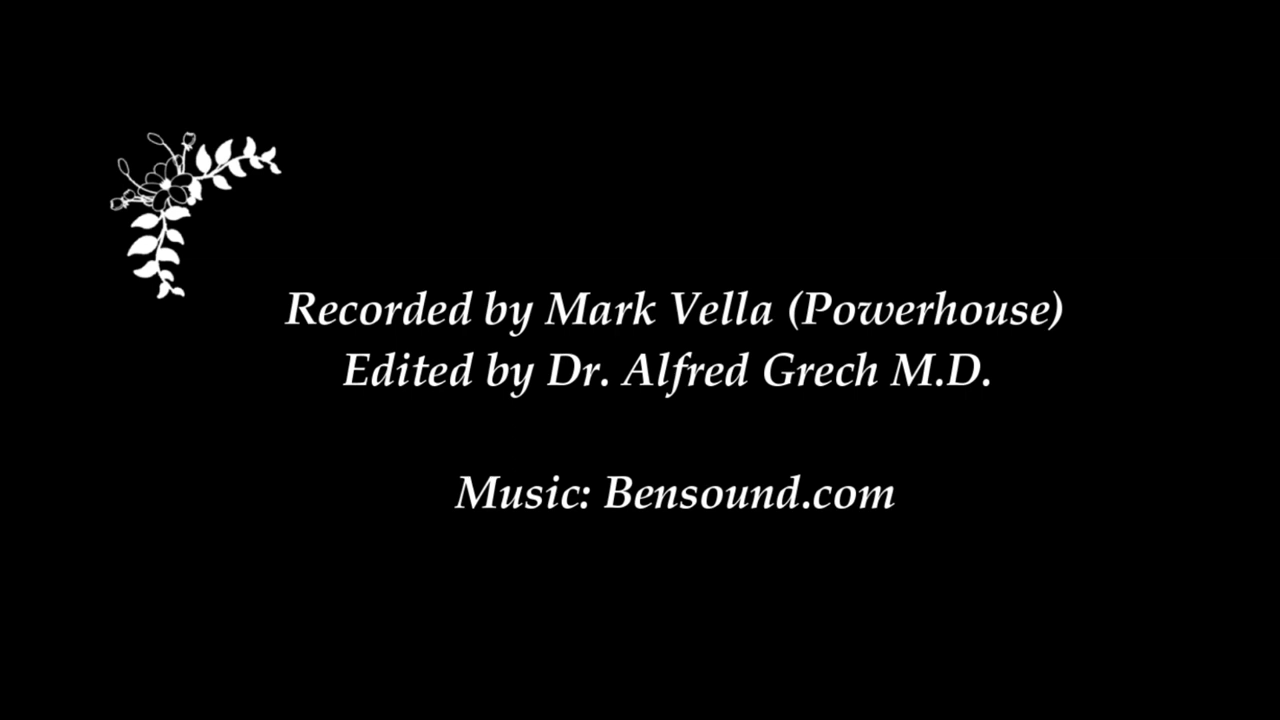 Recorded by Mark Vella (Powerhouse)
Edited by Dr. Alfred Grech M.D.
Music: Bensound.com